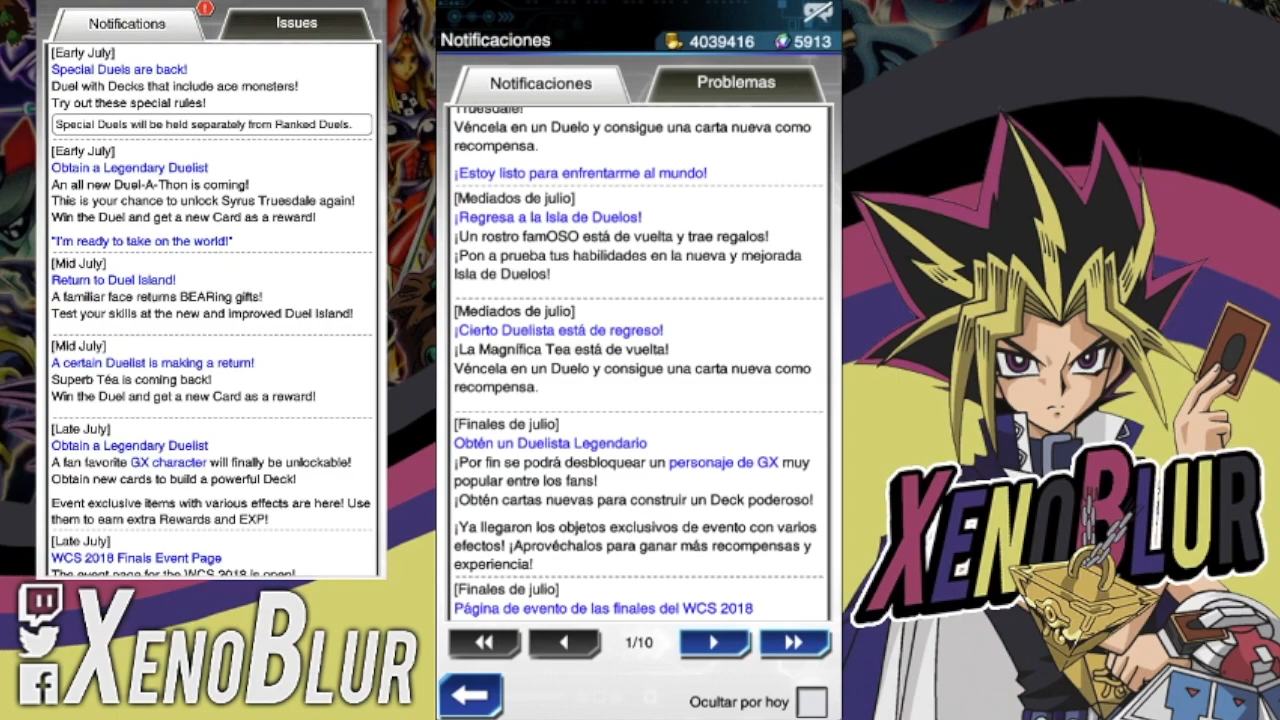 Notifications
Issues
[Early July]
Special Duels are back!
Duel with Decks that include ace monsters!
Try out these special rules!
Special Duels will be held separately from Ranked Duels.
[Early July]
Obtain a Legendary Duelist
An all new Duel-A-Thon is coming!
This is your chance to unlock Syrus Truesdale again!
Win the Duel and get a new Card as a reward!
"I'm ready to take on the world!"
[Mid July]
Return to Duel Island!
A familiar face returns BEARing gifts!
Test your skills at the new and improved Duel Island!
[Mid July]
A certain Duelist is making a return!
Superb Téa is coming back!
Win the Duel and get a new Card as a reward!
[Late July]
Obtain a Legendary Duelist
A fan favorite GX character will finally be unlockable!
Obtain new cards to build a powerful Deck!
Event exclusive items with various effects are here! Use
them to earn extra Rewards and EXP!
[Late July]
WCS 2018 Finals Event Page
The event page for the WCS 2018 is open!
XENOBLUR
Notificaciones
4039416
5913
Notificaciones
Problemas
Truesdale!
Véncela en un Duelo y consigue una carta nueva como
recompensa.
¡Estoy listo para enfrentarme al mundo!
[Mediados de julio]
¡Regresa a la Isla de Duelos!
¡Un rostro famOSO está de vuelta y trae regalos!
¡Pon a prueba tus habilidades en la nueva y mejorada
Isla de Duelos!
[Mediados de julio]
¡Cierto Duelista está de regreso!
¡La Magnífica Tea está de vuelta!
Véncela en un Duelo y consigue una carta nueva como
recompensa.
[Finales de julio]
Obtén un Duelista Legendario
¡Por fin se podrá desbloquear un personaje de GX muy
popular entre los fans!
¡Obtén cartas nuevas para construir un Deck poderoso!
¡Ya llegaron los objetos exclusivos de evento con varios
efectos! ¡Aprovéchalos para ganar más recompensas y
experiencia!
[Finales de julio]
Página de evento de las finales del WCS 2018
1/10
Ocultar por hoy
XENOBLUR